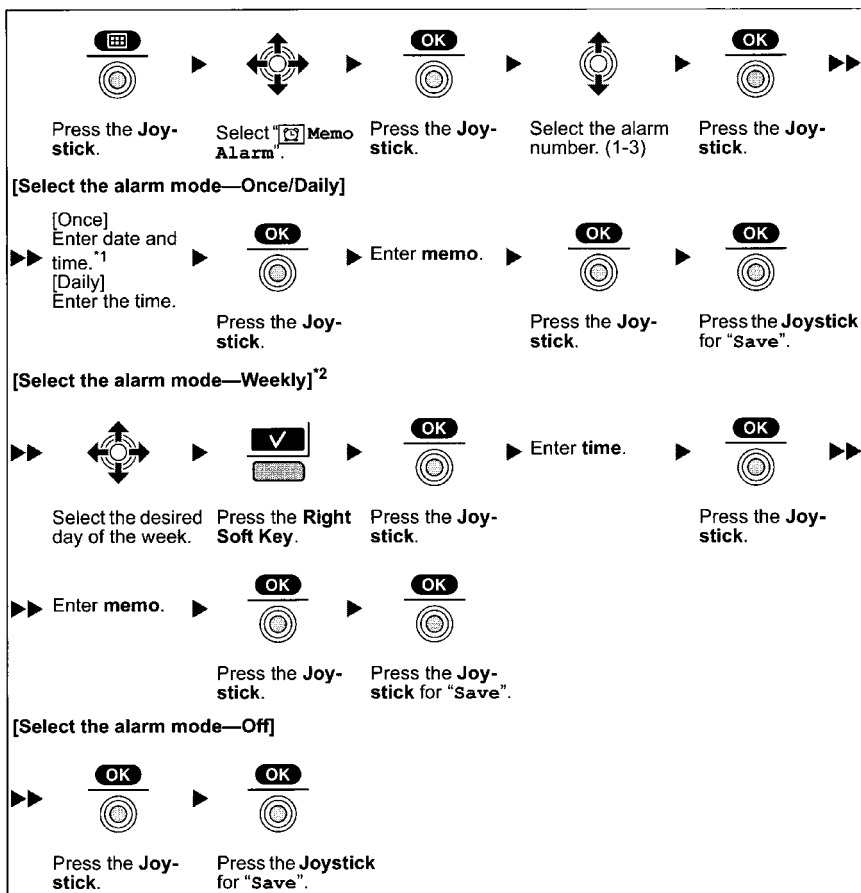 OK OK OK
Press the Joy- Select “Memo Press the Joy- Select the alarm Press the Joy-
stick. Alarm”. stick. number. (1-3) stick.
[Select the alarm mode—Once/Daily]
[Once]
Enter date and
time.*1
[Daily]
Enter the time.
OK
Press the Joy-
stick.
Enter memo.
OK
Press the Joy-
stick.
OK
Press the Joystick
for “Save”.
[Select the alarm mode—Weekly]*2
Select the desired
day of the week.
Press the Right
Soft Key.
OK
Press the Joy-
stick.
Enter time.
OK
Press the Joy-
stick.
Enter memo.
OK
Press the Joy-
stick.
OK
Press the Joy-
stick for “Save”.
[Select the alarm mode—Off]
OK
Press the Joy-
stick.
OK
Press the Joystick
for “Save”.